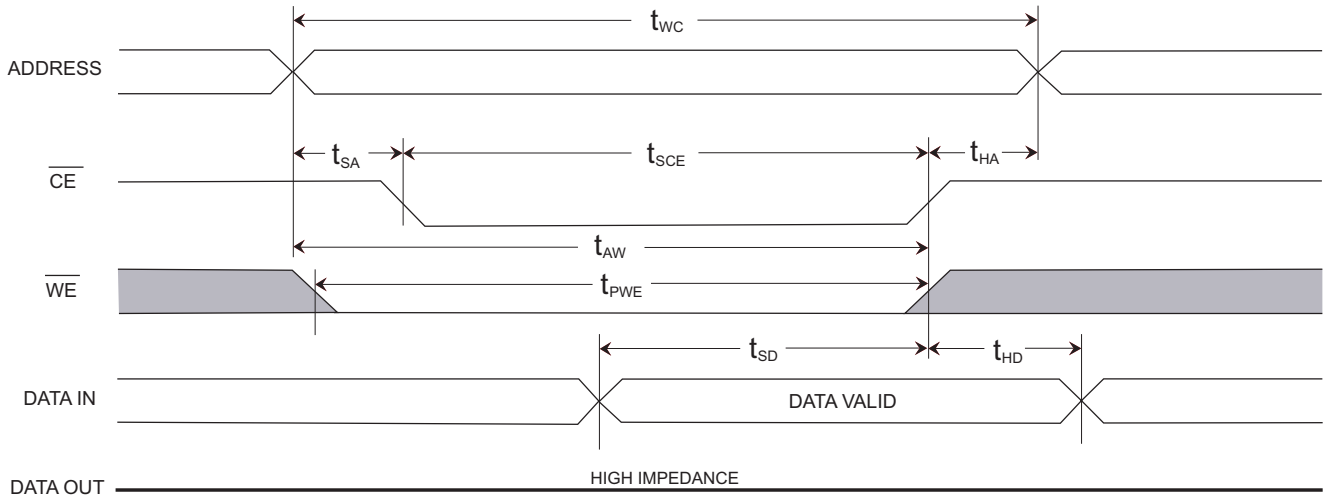 tWC
ADDRESS
tSA
tSCE
tHA
CE
tAW
WE
tPWE
tSD
tHD
DATA IN
DATA VALID
DATA OUT
HIGH IMPEDANCE